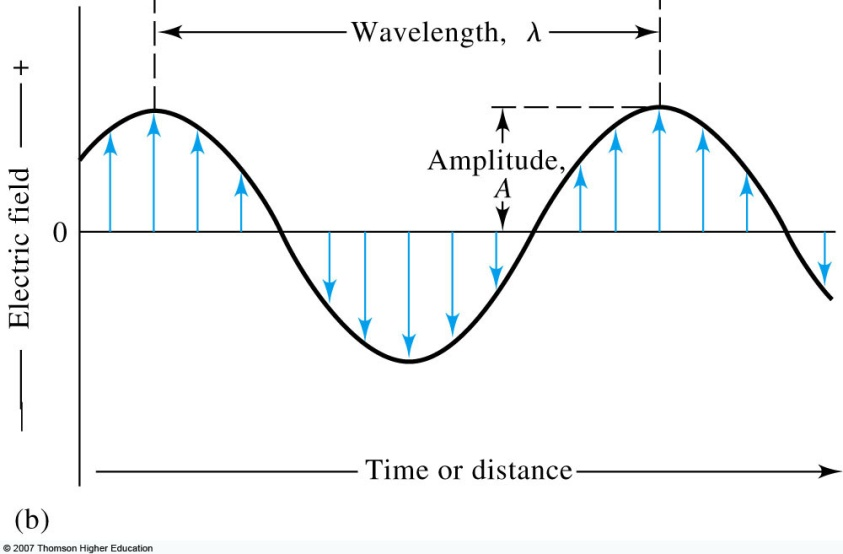 Wavelength, λ
+
Amplitude,
A
Electric field
0
Time or distance
(b)
© 2007 Thomson Higher Education